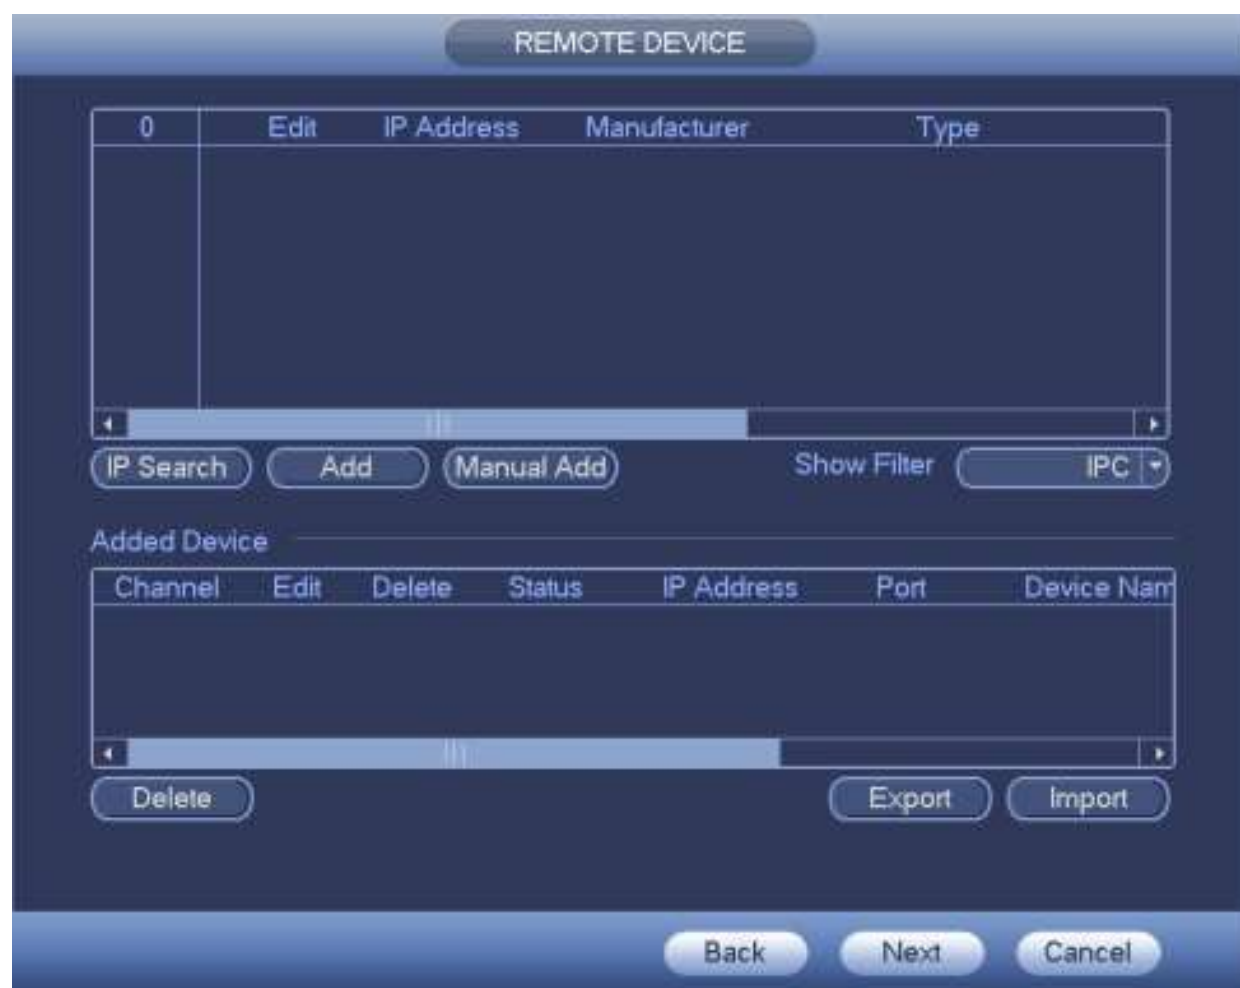 REMOTE DEVICE
0 Edit IP Address Manufacturer Type
IP Search Add Manual Add Show Filter IPC
Added Device
Channel Edit Delete Status IP Address Port Device Nam
Delete Export Import
Back Next Cancel